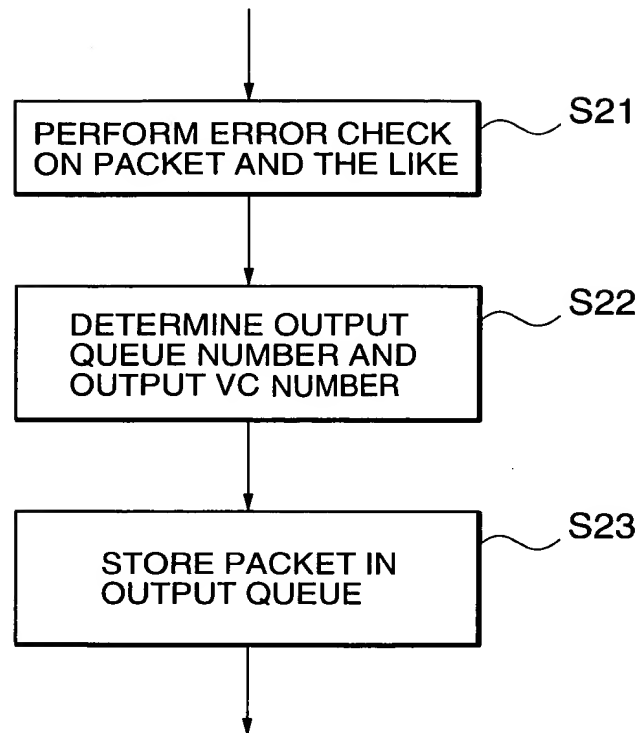 PERFORM ERROR CHECK
ON PACKET AND THE LIKE
S21
DETERMINE OUTPUT
QUEUE NUMBER AND
OUTPUT VC NUMBER
S22
STORE PACKET IN
OUTPUT QUEUE
S23